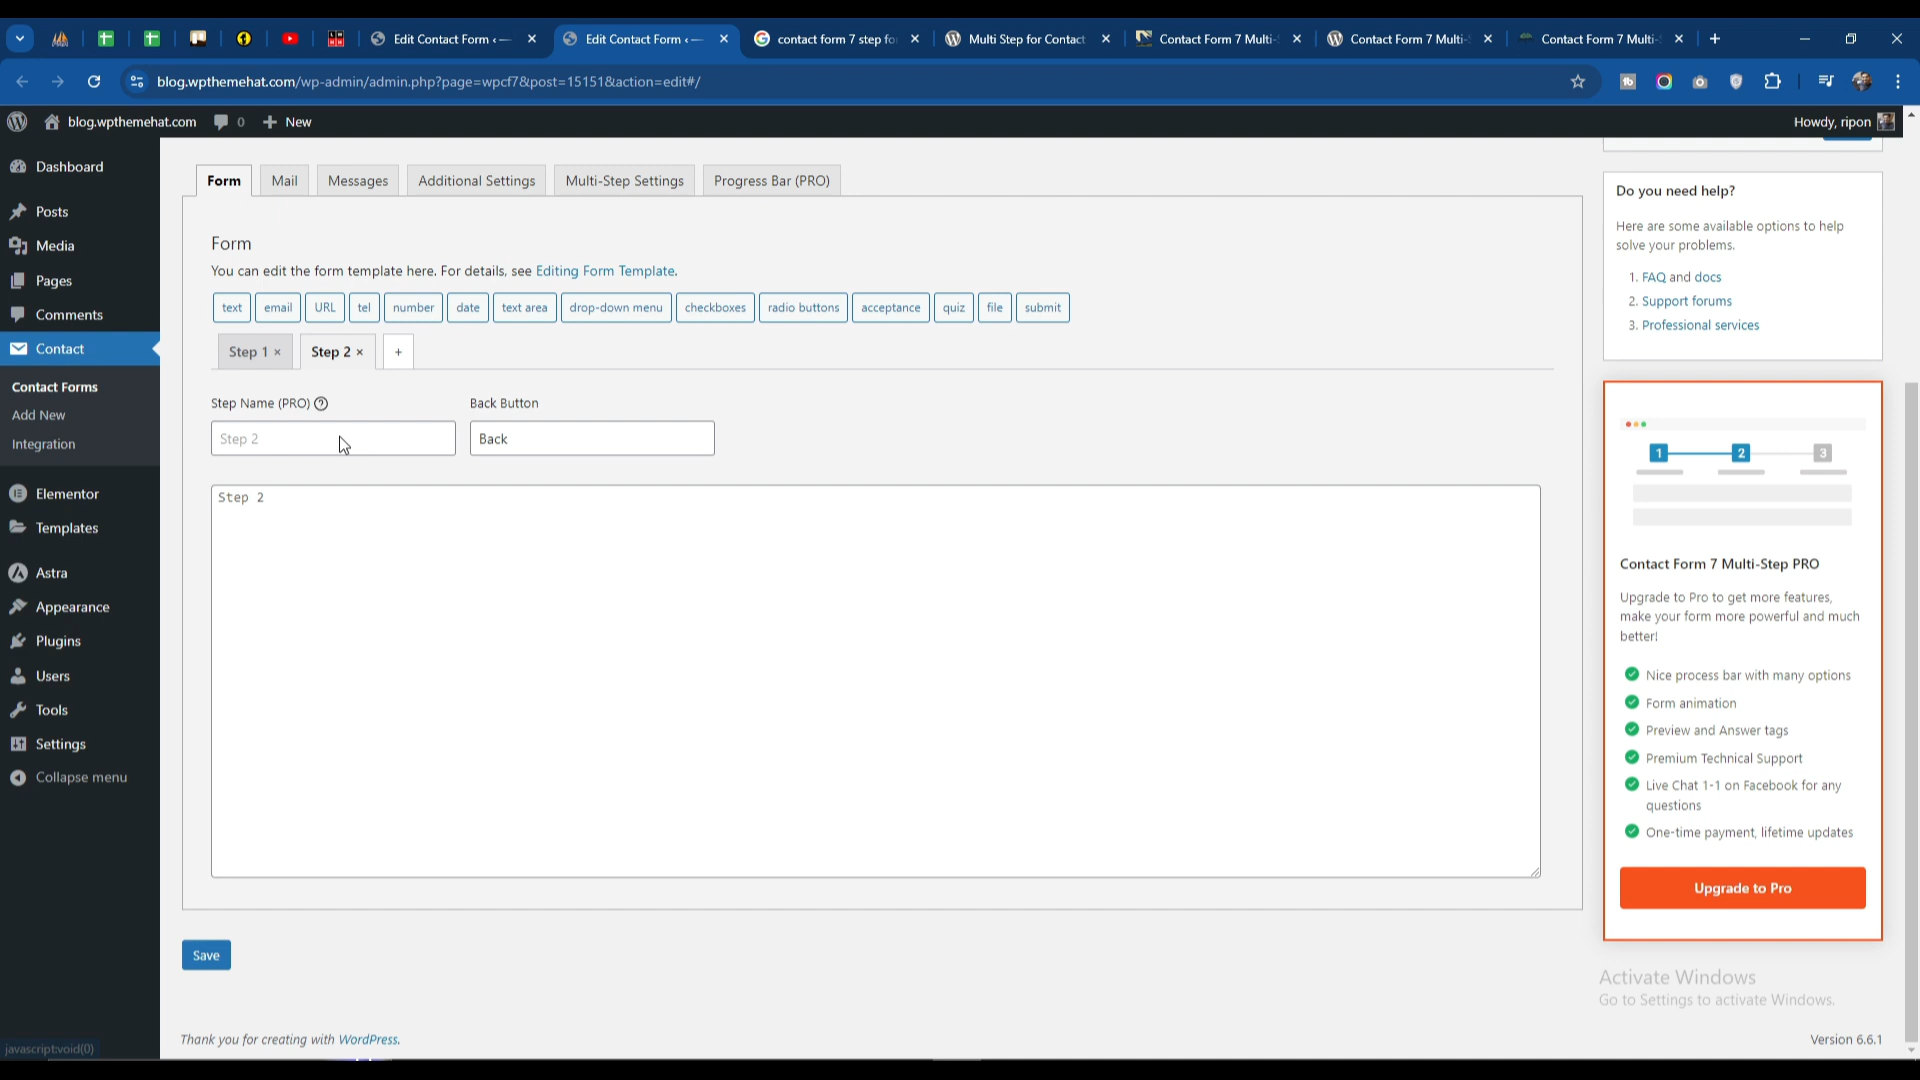 Edit Contact Form ‹ —
Edit Contact Form ‹ —
contact form 7 step fo
Multi Step for Contact
Contact Form 7 Multi-
Contact Form 7 Multi-
Contact Form 7 Multi-
blog.wpthemehat.com/wp-admin/admin.php?page=wpcf7&post=15151&action=edit#/
blog.wpthemehat.com
0
New
Howdy, ripon
Dashboard
Posts
Media
Pages
Comments
Contact
Contact Forms
Add New
Integration
Elementor
Templates
Astra
Appearance
Plugins
Users
Tools
Settings
Collapse menu
javascript:void(0)
Form
Mail
Messages
Additional Settings
Multi-Step Settings
Progress Bar (PRO)
Form
You can edit the form template here. For details, see Editing Form Template.
text
email
URL
tel
number
date
text area
drop-down menu
checkboxes
radio buttons
acceptance
quiz
file
submit
Step 1 ×
Step 2 ×
+
Step Name (PRO) ?
Back Button
Step 2
Back
Step 2
Save
Thank you for creating with WordPress.
Do you need help?
Here are some available options to help
solve your problems.
1. FAQ and docs
2. Support forums
3. Professional services
1
2
3
Contact Form 7 Multi-Step PRO
Upgrade to Pro to get more features,
make your form more powerful and much
better!
Nice process bar with many options
Form animation
Preview and Answer tags
Premium Technical Support
Live Chat 1-1 on Facebook for any
questions
One-time payment, lifetime updates
Upgrade to Pro
Activate Windows
Go to Settings to activate Windows.
Version 6.6.1